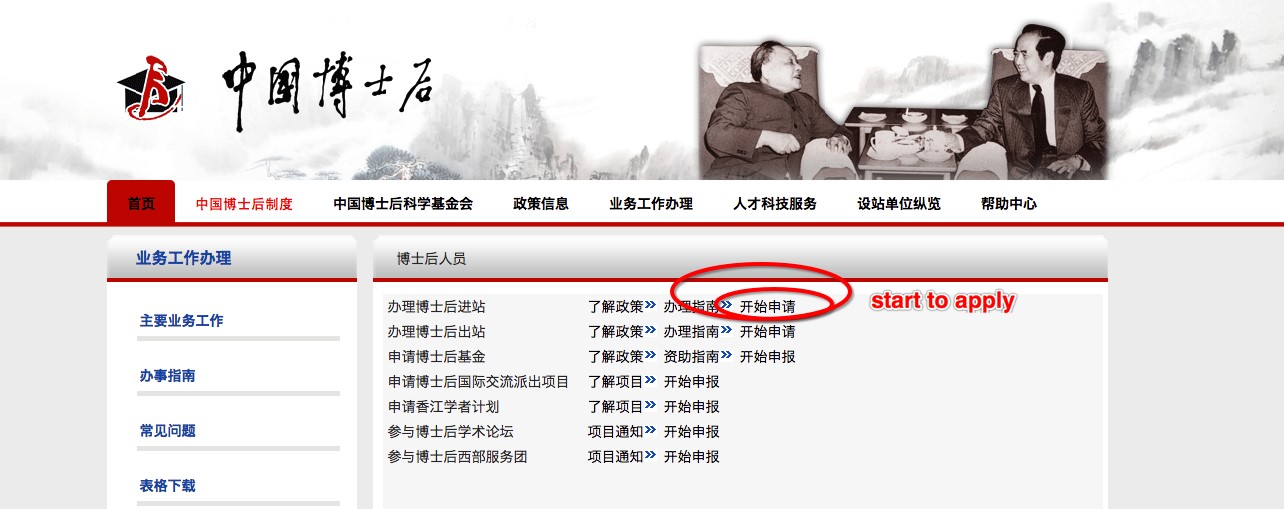 中国博士后
首页 中国博士后制度 中国博士后科学基金会 政策信息 业务工作办理 人才科技服务 设站单位纵览 帮助中心
业务工作办理
主要业务工作
办事指南
常见问题
表格下载
博士后人员
办理博士后进站 了解政策 办理指南 开始申请 start to apply
办理博士后出站 了解政策 办理指南 开始申请
申请博士后基金 了解政策 资助指南 开始申报
申请博士后国际交流派出项目 了解项目 开始申报
申请香江学者计划 了解项目 开始申报
参与博士后学术论坛 项目通知 开始申报
参与博士后西部服务团 项目通知 开始申报